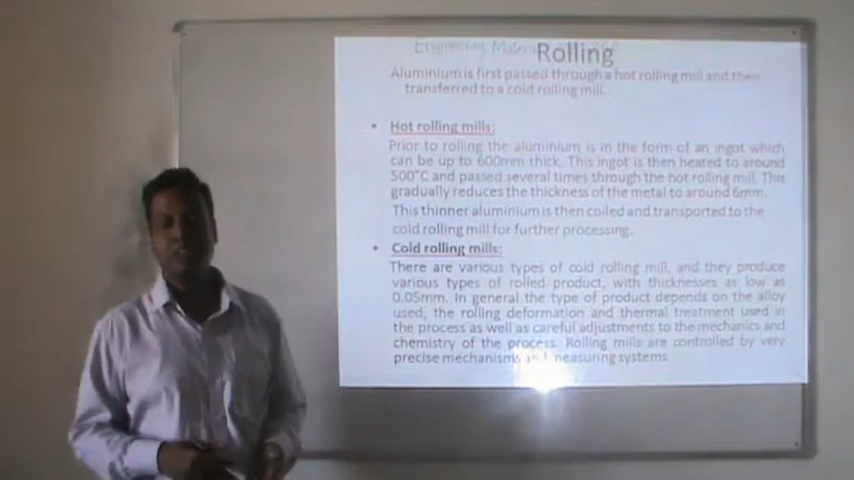 Engineering Materi
Rolling
Aluminium is first passed through a hot rolling mill and then
transferred to a cold rolling mill.
• Hot rolling mills:
Prior to rolling the aluminium is in the form of an ingot which
can be up to 600mm thick. This ingot is then heated to around
500°C and passed several times through the hot rolling mill. This
gradually reduces the thickness of the metal to around 6mm.
This thinner aluminium is then coiled and transported to the
cold rolling mill for further processing.
• Cold rolling mills:
There are various types of cold rolling mill, and they produce
various types of rolled product, with thicknesses as low as
0.05mm. In general the type of product depends on the alloy
used, the rolling deformation and thermal treatment used in
the process as well as careful adjustments to the mechanics and
chemistry of the process. Rolling mills are controlled by very
precise mechanisms and measuring systems